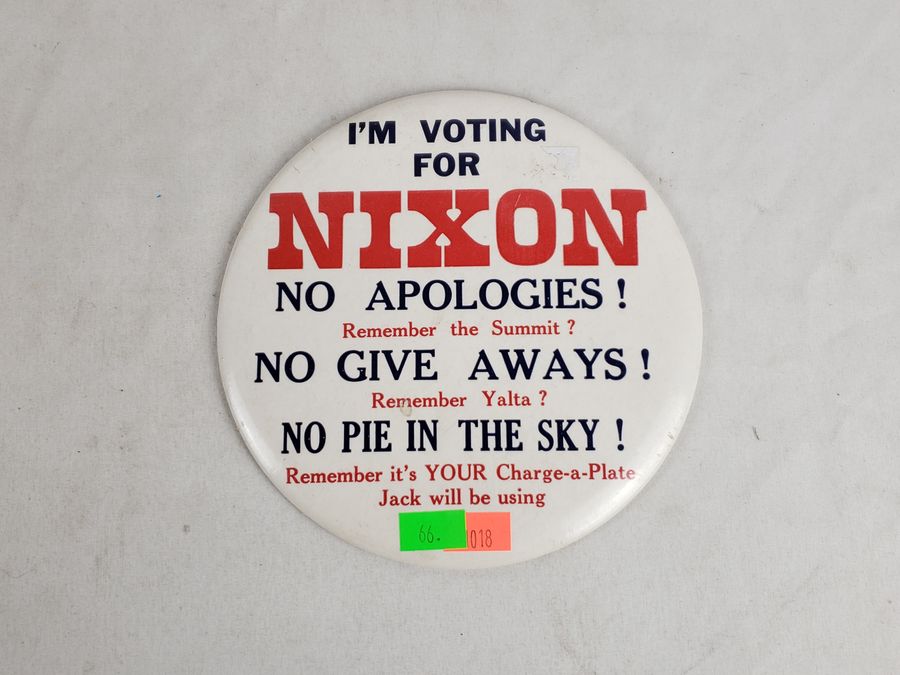 I'M VOTING
FOR
NIXON
NO APOLOGIES !
Remember the Summit ?
NO GIVE AWAYS !
Remember Yalta ?
NO PIE IN THE SKY !
Remember it's YOUR Charge-a-Plate
Jack will be using
66.
1018